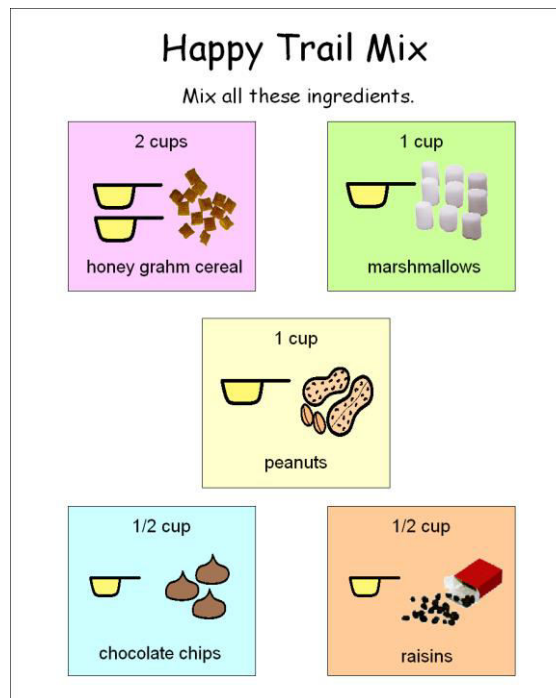 Happy Trail Mix
Mix all these ingredients.
2 cups
honey grahm cereal
1 cup
marshmallows
1 cup
peanuts
1/2 cup
chocolate chips
1/2 cup
raisins